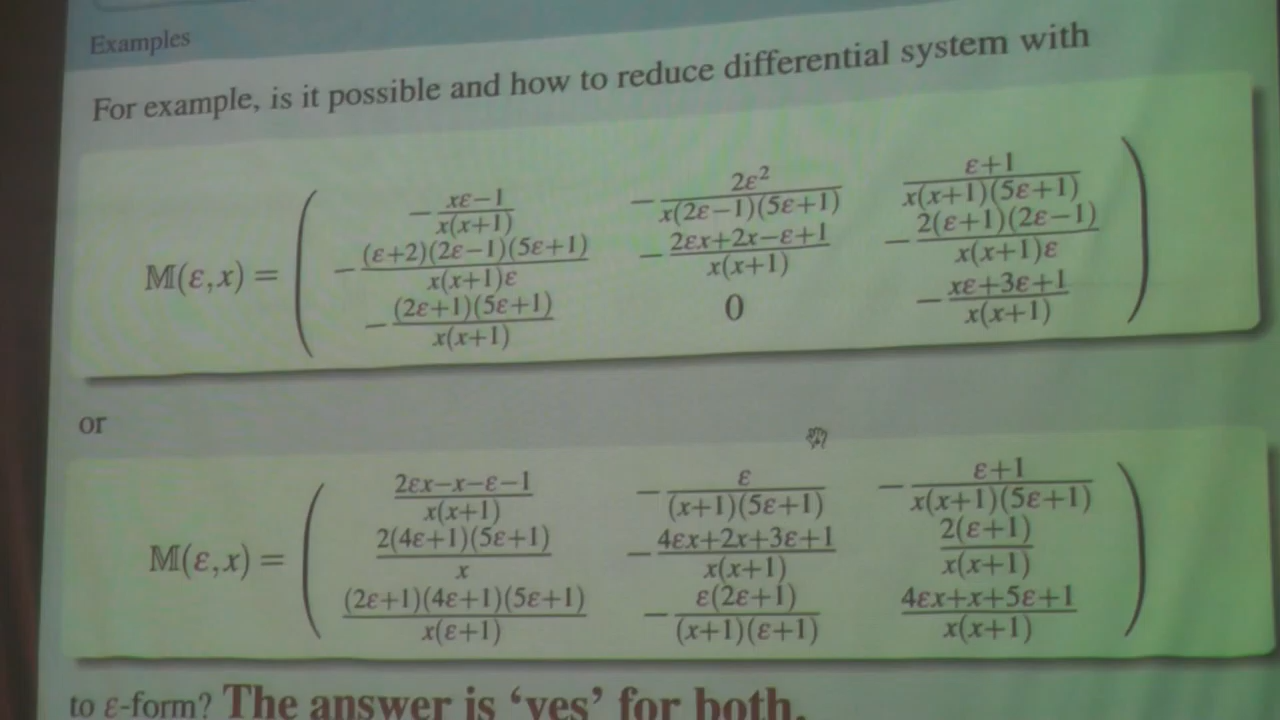 Examples
For example, is it possible and how to reduce differential system with
𝕄(ε,x) = ( −(xε−1)/(x(x+1))   −2ε²/(x(2ε−1)(5ε+1))   (ε+1)/(x(x+1)(5ε+1))
−((ε+2)(2ε−1)(5ε+1))/(x(x+1)ε)   −(2εx+2x−ε+1)/(x(x+1))   −(2(ε+1)(2ε−1))/(x(x+1)ε)
−((2ε+1)(5ε+1))/(x(x+1))   0   −(xε+3ε+1)/(x(x+1)) )
or
𝕄(ε,x) = ( (2εx−x−ε−1)/(x(x+1))   −ε/((x+1)(5ε+1))   −(ε+1)/(x(x+1)(5ε+1))
(2(4ε+1)(5ε+1))/x   −(4εx+2x+3ε+1)/(x(x+1))   (2(ε+1))/(x(x+1))
((2ε+1)(4ε+1)(5ε+1))/(x(ε+1))   −(ε(2ε+1))/((x+1)(ε+1))   (4εx+x+5ε+1)/(x(x+1)) )
to ε-form? The answer is ‘yes’ for both.